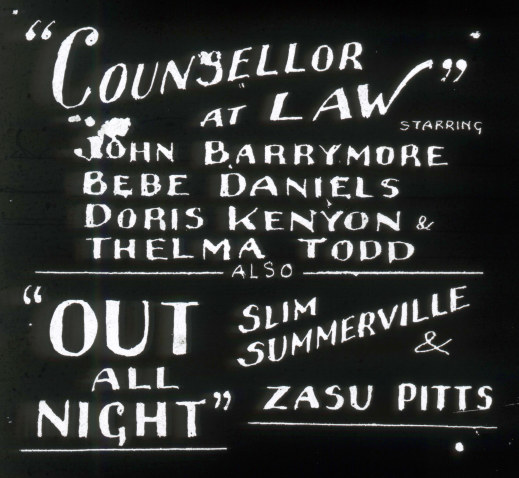 "COUNSELLOR
AT LAW"
STARRING
JOHN BARRYMORE
BEBE DANIELS
DORIS KENYON &
THELMA TODD
ALSO
"OUT
ALL
NIGHT"
SLIM
SUMMERVILLE
&
ZASU PITTS